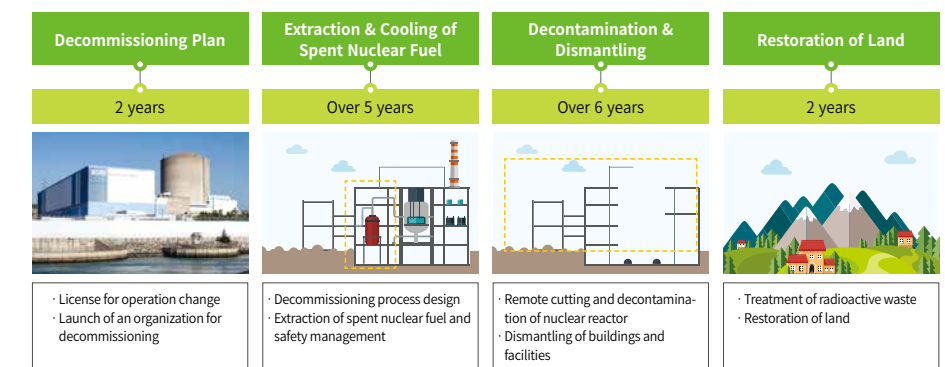 Decommissioning Plan
2 years
· License for operation change
· Launch of an organization for
decommissioning
Extraction & Cooling of
Spent Nuclear Fuel
Over 5 years
· Decommissioning process design
· Extraction of spent nuclear fuel and
safety management
Decontamination &
Dismantling
Over 6 years
· Remote cutting and decontamina-
tion of nuclear reactor
· Dismantling of buildings and
facilities
Restoration of Land
2 years
· Treatment of radioactive waste
· Restoration of land